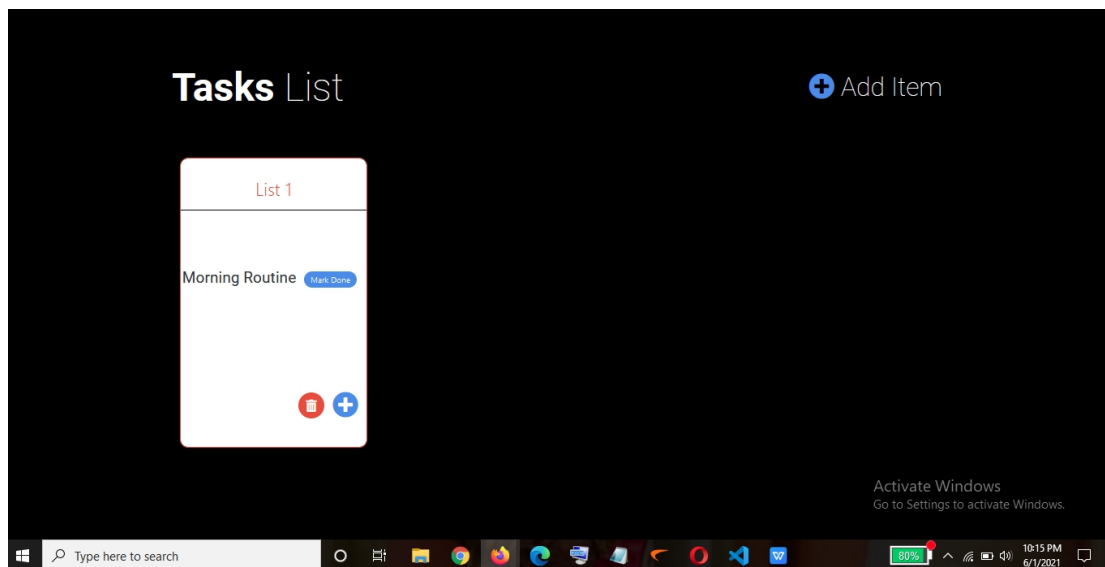 Tasks List
Add Item
List 1
Morning Routine Mark Done
Activate Windows
Go to Settings to activate Windows.
Type here to search
W
80%
10:15 PM
6/1/2021